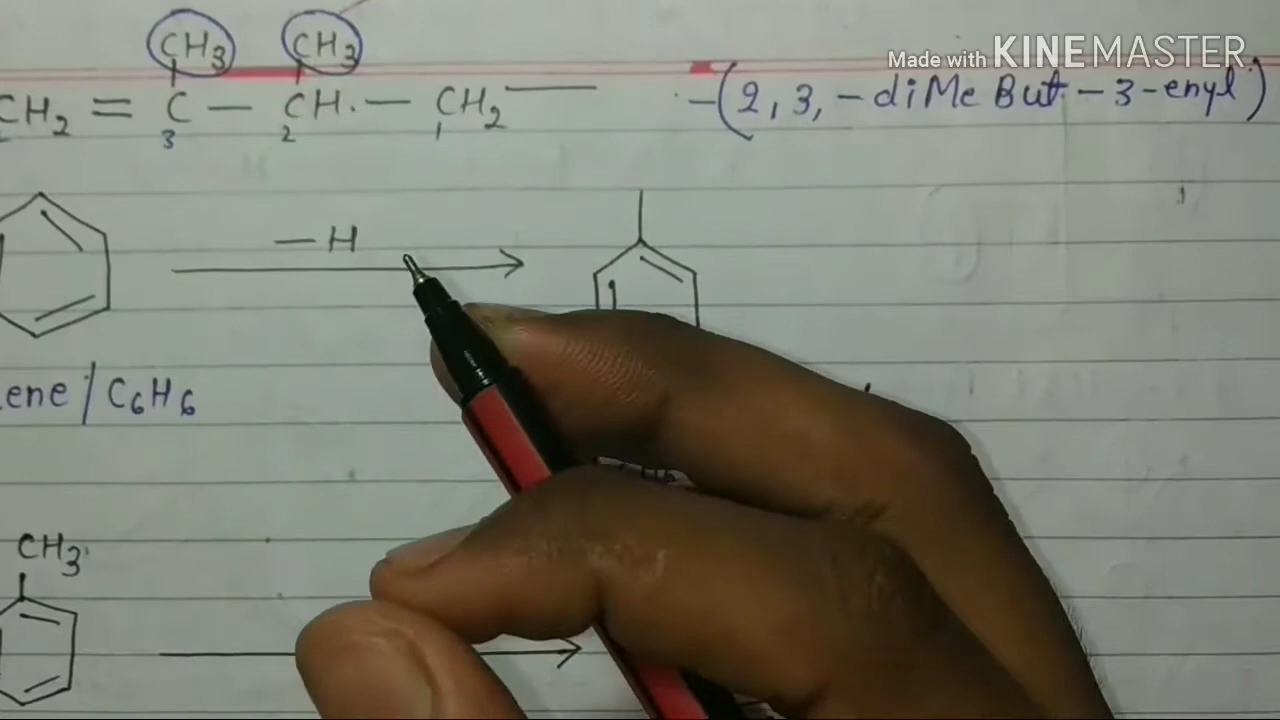 CH3 CH3
Made with KINEMASTER
CH2 = C — CH. — CH2 — -(2,3,-diMe But-3-enyl)
3 2 1
— H
ene / C6H6
CH3